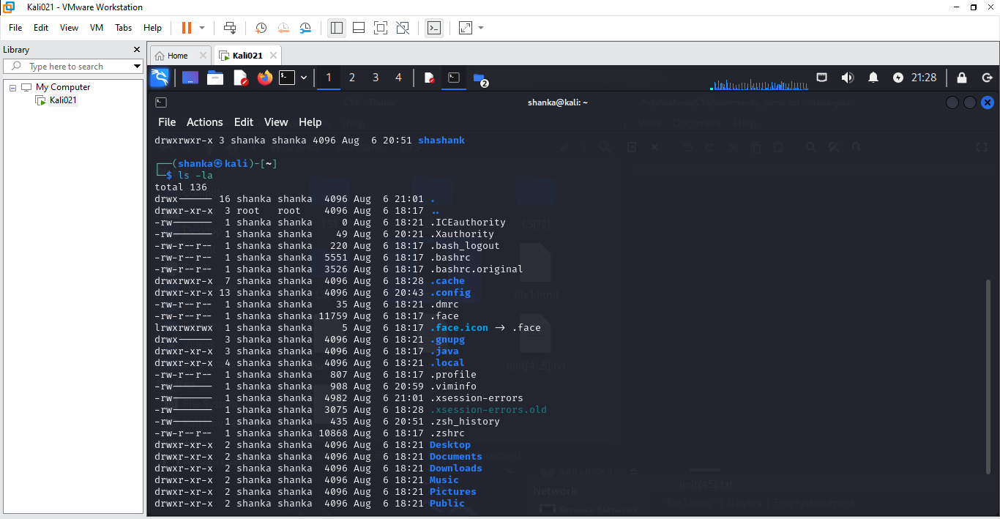 Kali021 - VMware Workstation
File Edit View VM Tabs Help
Library
Type here to search
My Computer
Kali021
Home
Kali021
1 2 3 4
2
21:28
shanka@kali: ~
File Actions Edit View Help
drwxrwxr-x 3 shanka shanka 4096 Aug  6 20:51 shashank
┌──(shanka㉿kali)-[~]
└─$ ls -la
total 136
drwx------ 16 shanka shanka  4096 Aug  6 21:01 .
drwxr-xr-x  3 root   root    4096 Aug  6 18:17 ..
-rw-------  1 shanka shanka     0 Aug  6 18:21 .ICEauthority
-rw-------  1 shanka shanka    49 Aug  6 20:21 .Xauthority
-rw-r--r--  1 shanka shanka   220 Aug  6 18:17 .bash_logout
-rw-r--r--  1 shanka shanka  5551 Aug  6 18:17 .bashrc
-rw-r--r--  1 shanka shanka  3526 Aug  6 18:17 .bashrc.original
drwxrwxr-x  7 shanka shanka  4096 Aug  6 18:28 .cache
drwxr-xr-x 13 shanka shanka  4096 Aug  6 20:43 .config
-rw-r--r--  1 shanka shanka    35 Aug  6 18:21 .dmrc
-rw-r--r--  1 shanka shanka 11759 Aug  6 18:17 .face
lrwxrwxrwx  1 shanka shanka     5 Aug  6 18:17 .face.icon -> .face
drwx------  3 shanka shanka  4096 Aug  6 18:21 .gnupg
drwxr-xr-x  3 shanka shanka  4096 Aug  6 18:17 .java
drwxr-xr-x  4 shanka shanka  4096 Aug  6 18:21 .local
-rw-r--r--  1 shanka shanka   807 Aug  6 18:17 .profile
-rw-------  1 shanka shanka   908 Aug  6 20:59 .viminfo
-rw-------  1 shanka shanka  4982 Aug  6 21:01 .xsession-errors
-rw-------  1 shanka shanka  3075 Aug  6 18:28 .xsession-errors.old
-rw-------  1 shanka shanka   435 Aug  6 20:51 .zsh_history
-rw-r--r--  1 shanka shanka 10868 Aug  6 18:17 .zshrc
drwxr-xr-x  2 shanka shanka  4096 Aug  6 18:21 Desktop
drwxr-xr-x  2 shanka shanka  4096 Aug  6 18:21 Documents
drwxr-xr-x  2 shanka shanka  4096 Aug  6 18:21 Downloads
drwxr-xr-x  2 shanka shanka  4096 Aug  6 18:21 Music
drwxr-xr-x  2 shanka shanka  4096 Aug  6 18:21 Pictures
drwxr-xr-x  2 shanka shanka  4096 Aug  6 18:21 Public